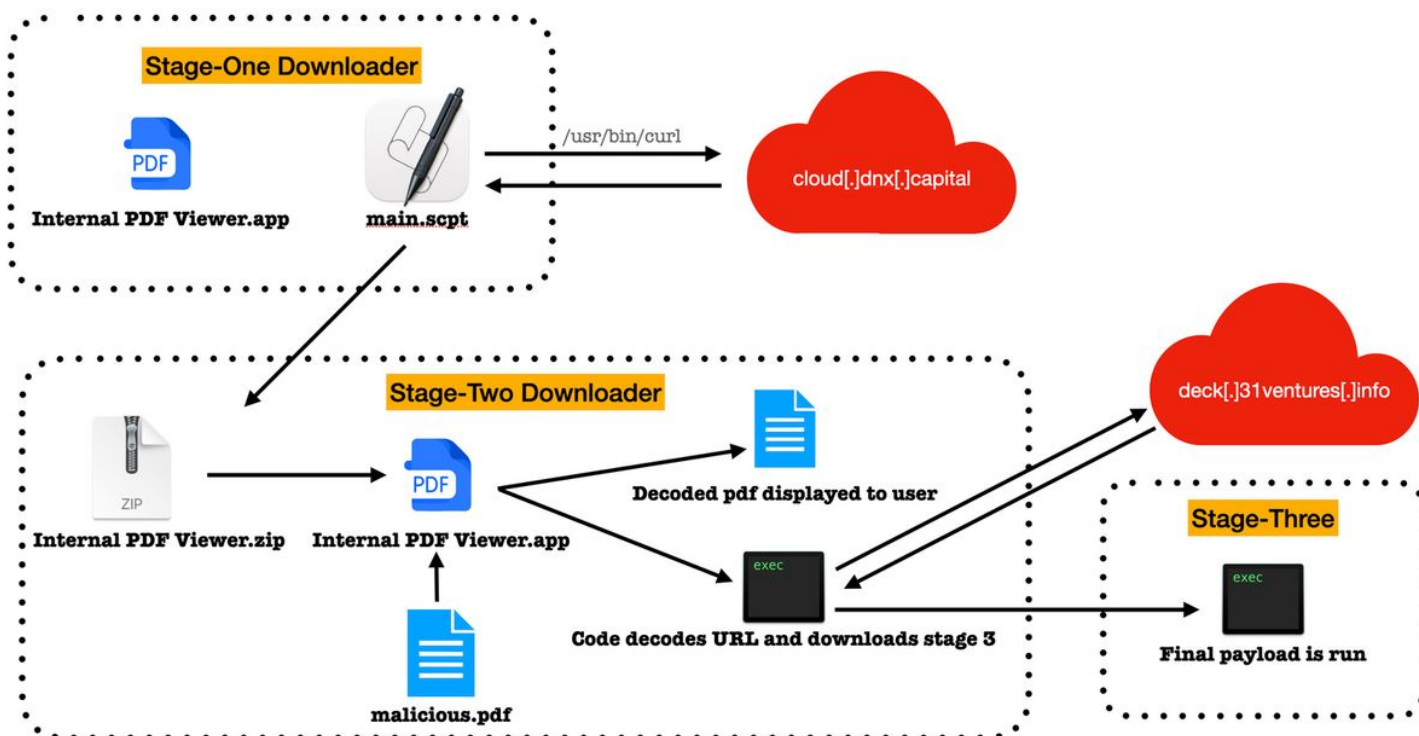 Stage-One Downloader
PDF
Internal PDF Viewer.app
main.scpt
/usr/bin/curl
cloud[.]dnx[.]capital
Stage-Two Downloader
deck[.]31ventures[.]info
ZIP
Internal PDF Viewer.zip
PDF
Internal PDF Viewer.app
Decoded pdf displayed to user
malicious.pdf
exec
Code decodes URL and downloads stage 3
Stage-Three
exec
Final payload is run